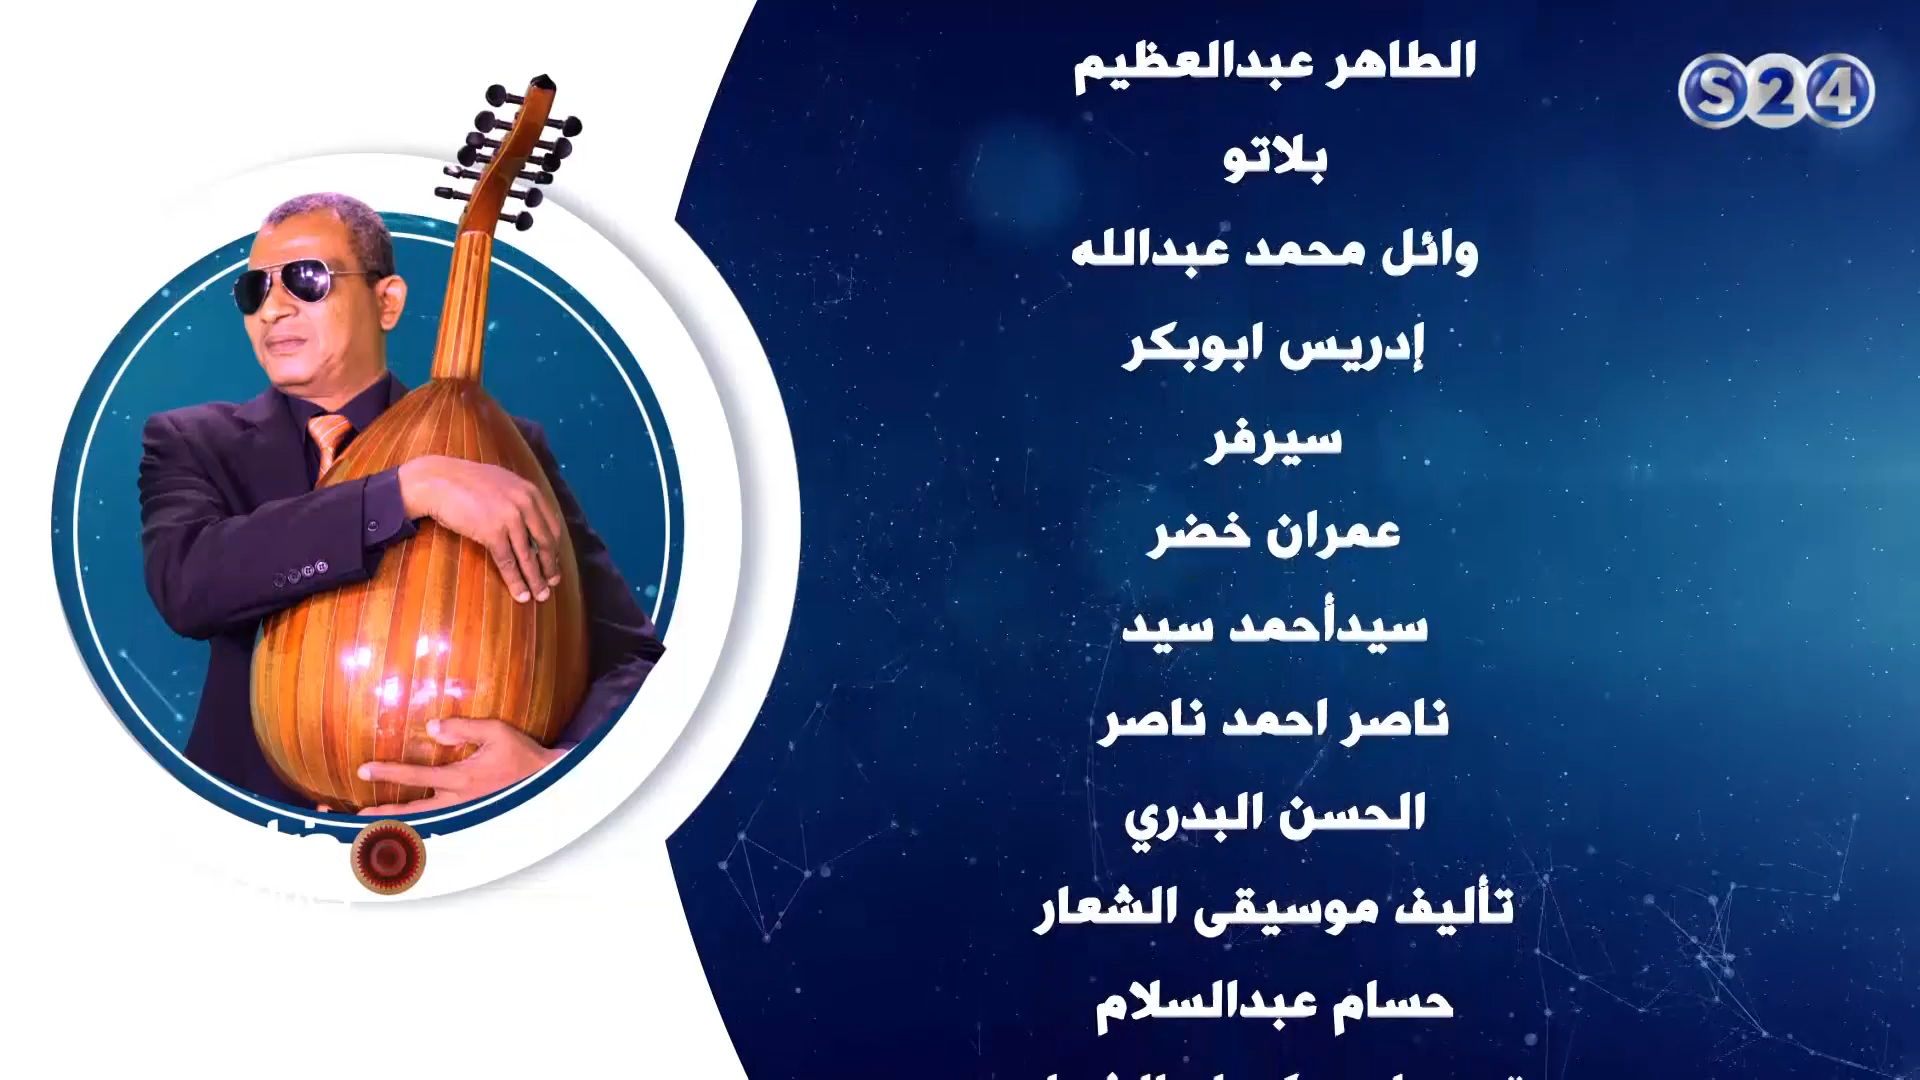 S24
الطاهر عبدالعظيم
بلاتو
وائل محمد عبدالله
إدريس ابوبكر
سيرفر
عمران خضر
سيدأحمد سيد
ناصر احمد ناصر
الحسن البدري
تأليف موسيقى الشعار
حسام عبدالسلام